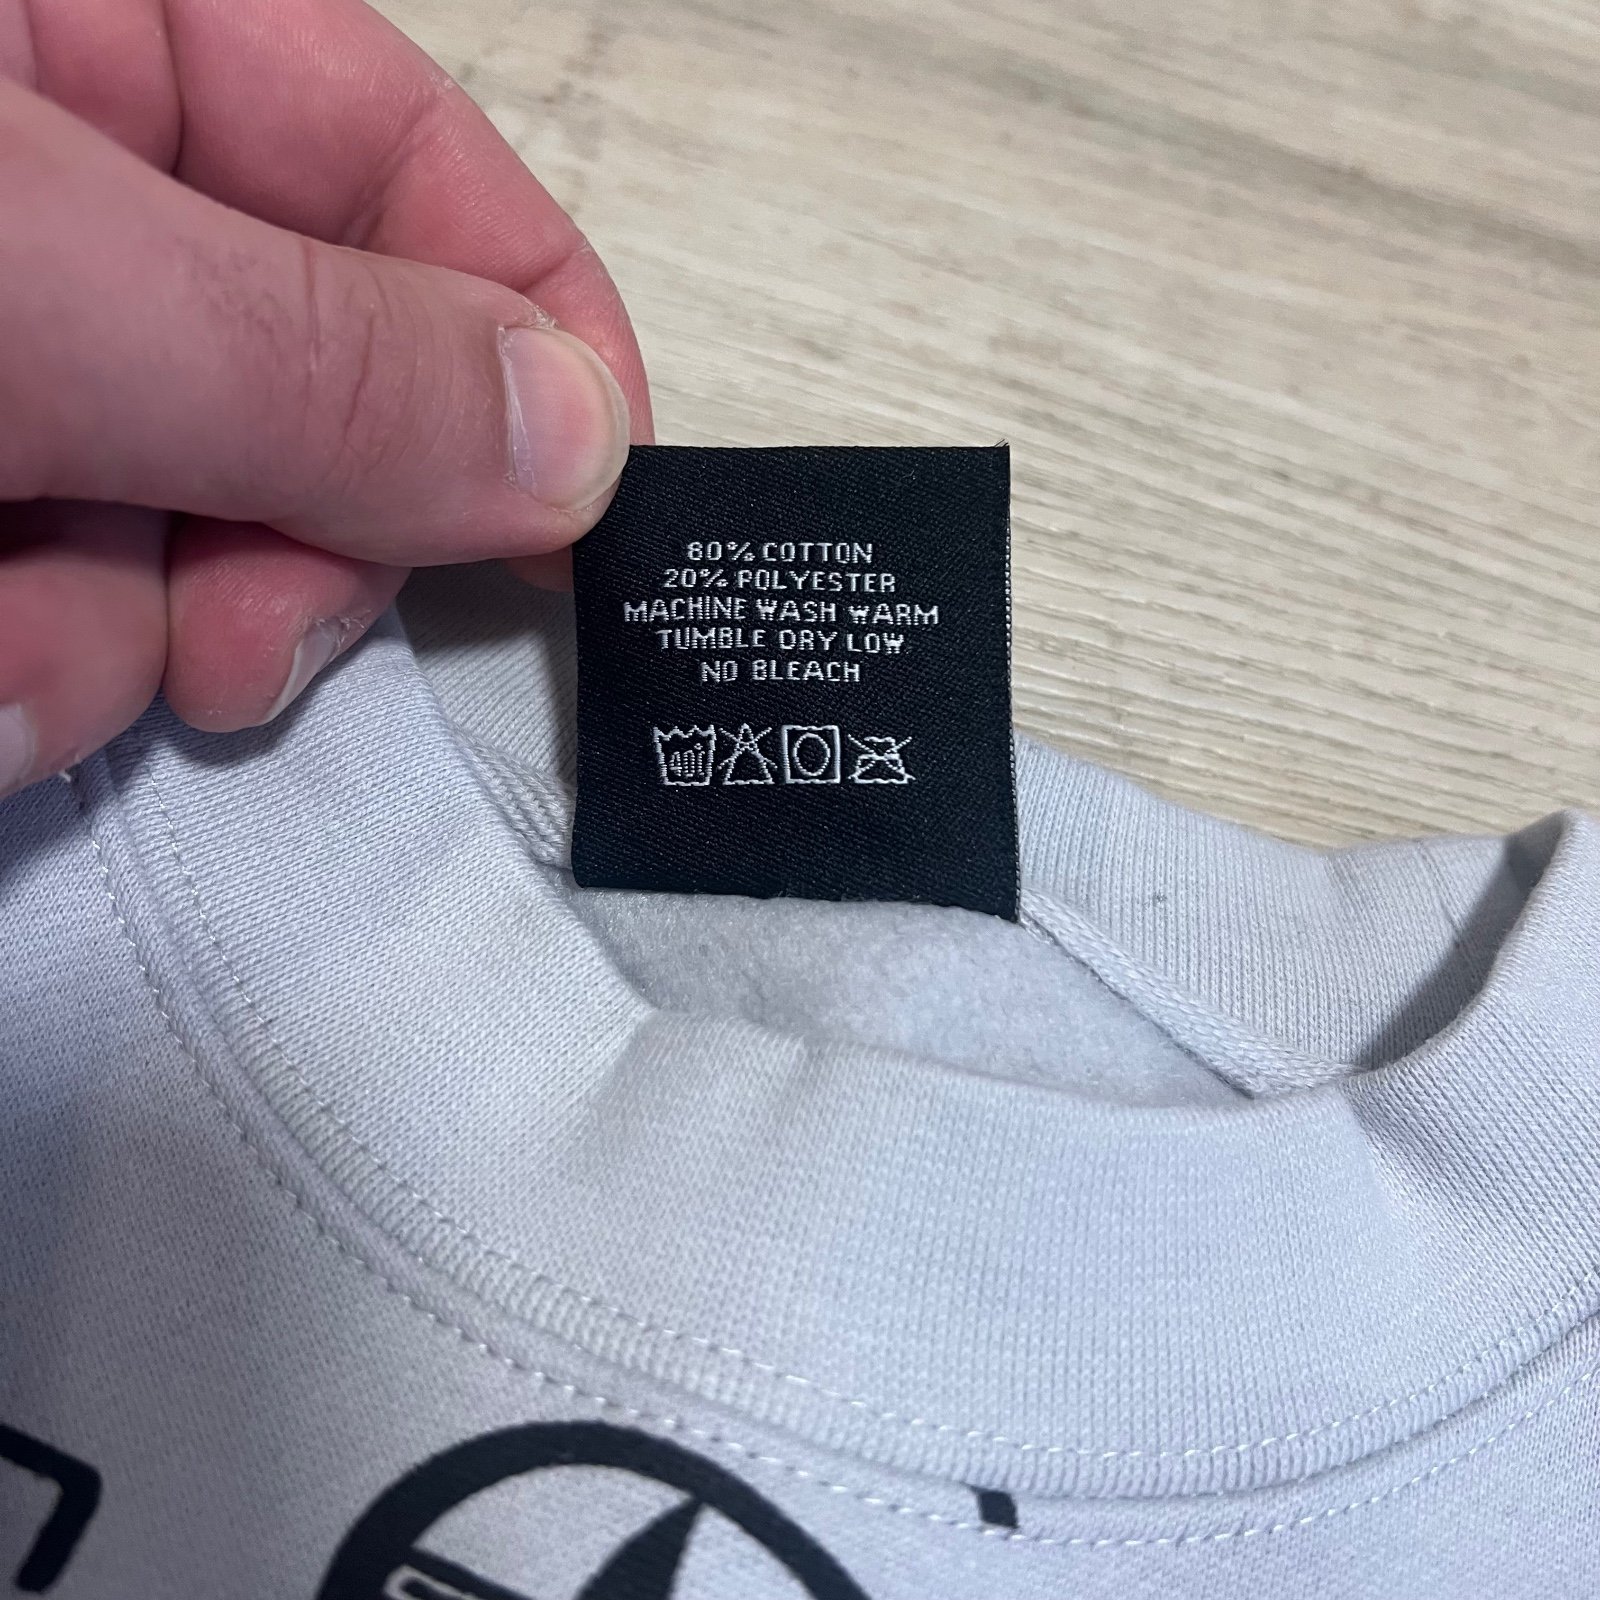 80% COTTON
20% POLYESTER
MACHINE WASH WARM
TUMBLE DRY LOW
NO BLEACH